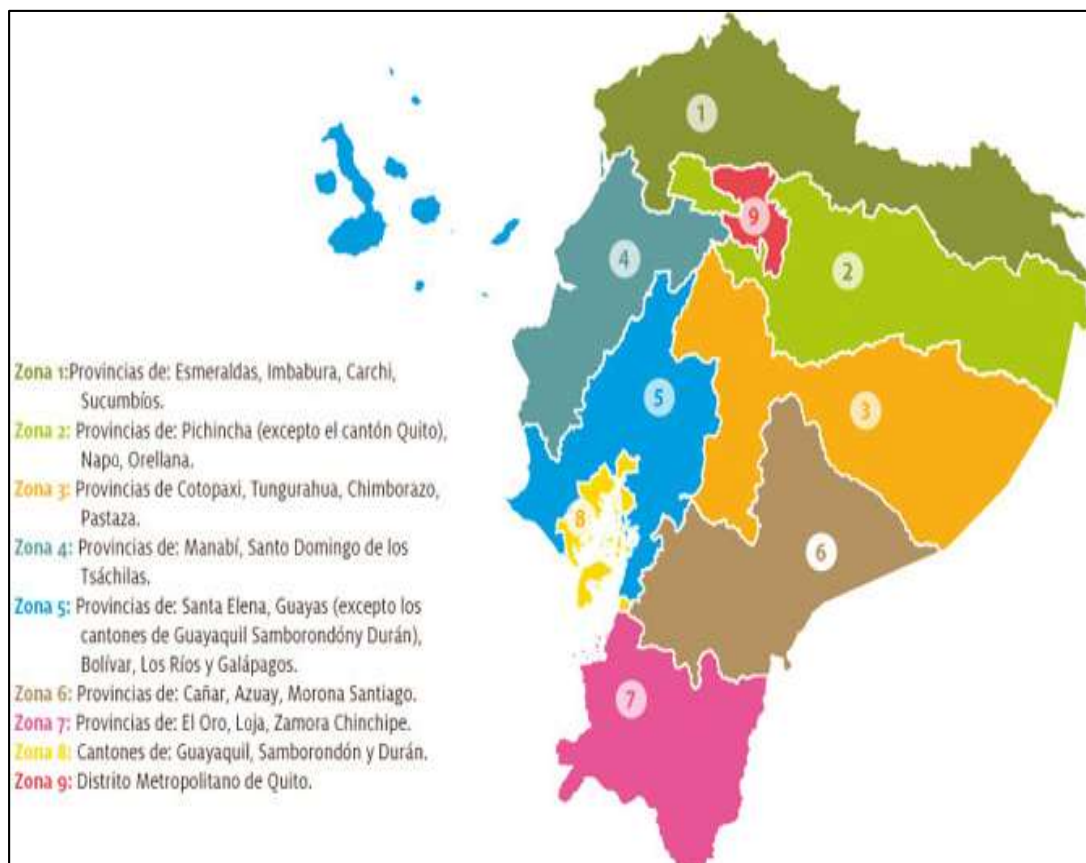 Zona 1:Provincias de: Esmeraldas, Imbabura, Carchi,
Sucumbíos.
Zona 2: Provincias de: Pichincha (excepto el cantón Quito),
Napo, Orellana.
Zona 3: Provincias de Cotopaxi, Tungurahua, Chimborazo,
Pastaza.
Zona 4: Provincias de: Manabí, Santo Domingo de los
Tsáchilas.
Zona 5: Provincias de: Santa Elena, Guayas (excepto los
cantones de Guayaquil Samborondóny Durán),
Bolívar, Los Ríos y Galápagos.
Zona 6: Provincias de: Cañar, Azuay, Morona Santiago.
Zona 7: Provincias de: El Oro, Loja, Zamora Chinchipe.
Zona 8: Cantones de: Guayaquil, Samborondón y Durán.
Zona 9: Distrito Metropolitano de Quito.
1
9
4
2
5
3
8
6
7